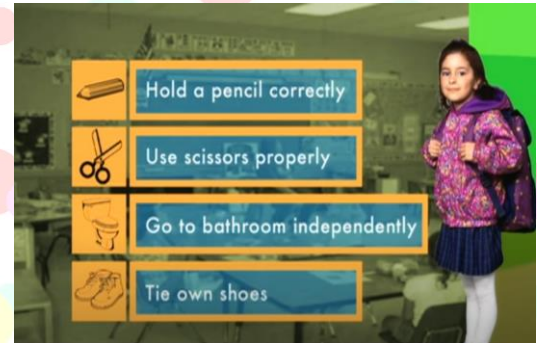 Hold a pencil correctly
Use scissors properly
Go to bathroom independently
Tie own shoes